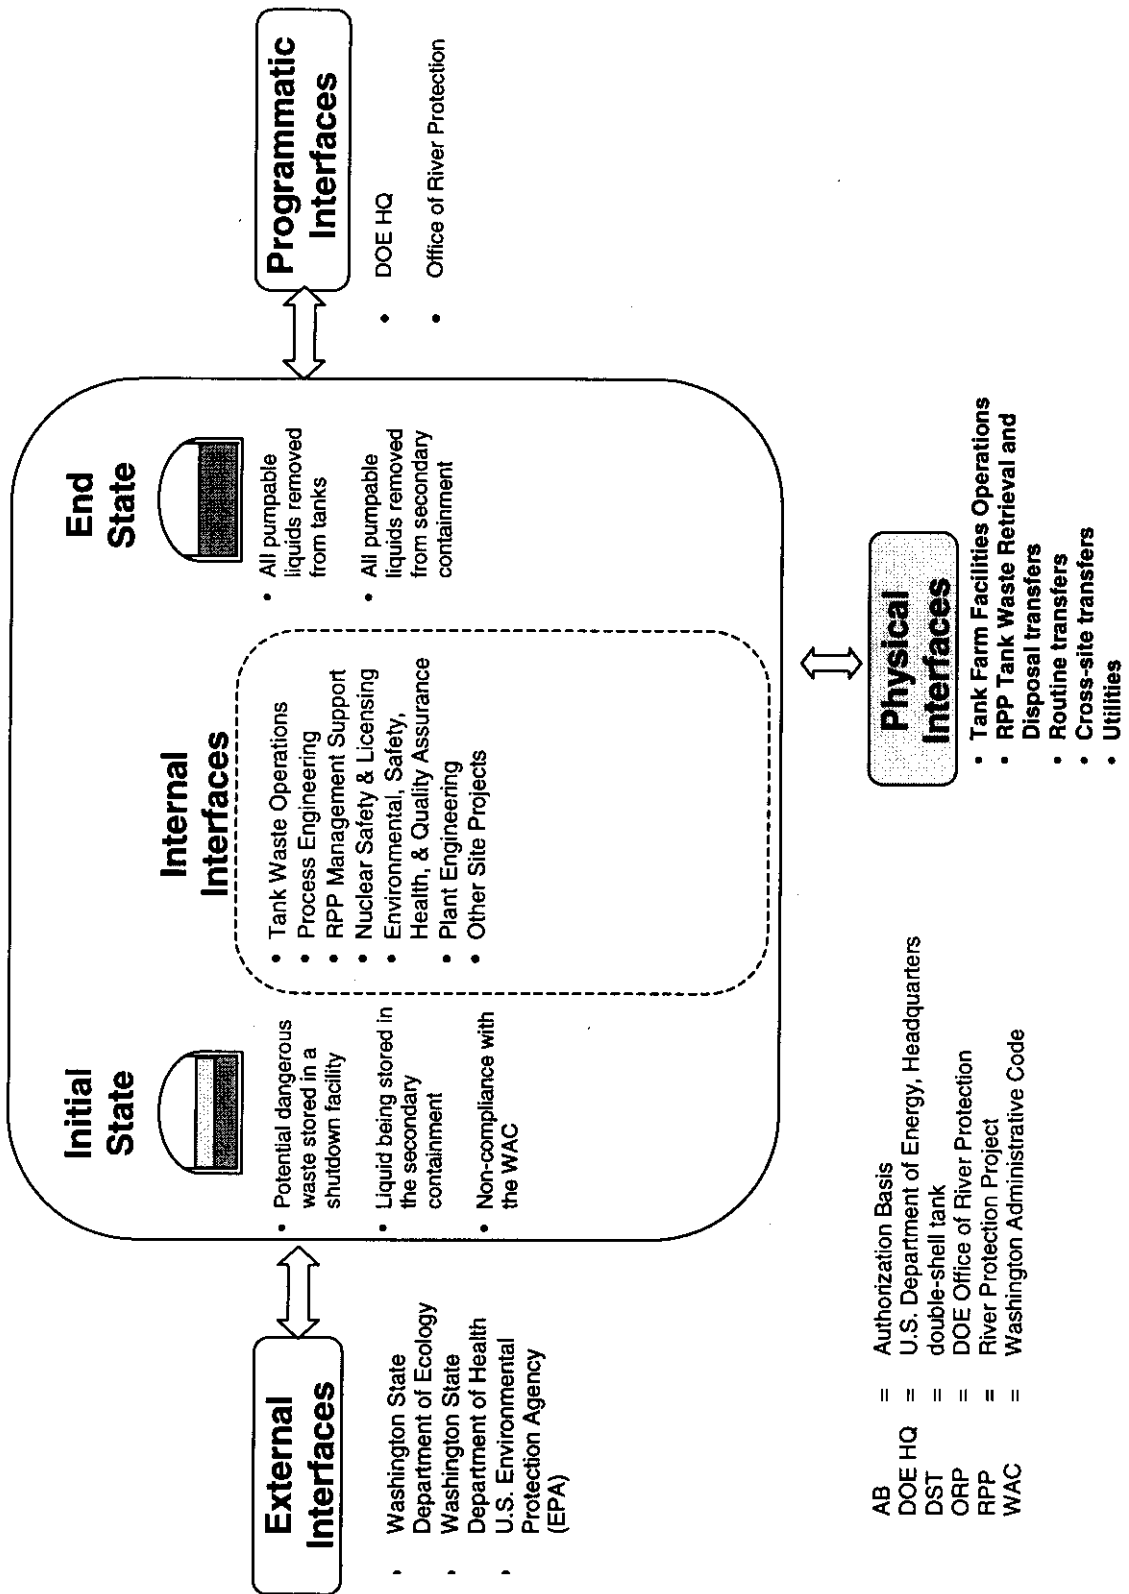 External
Interfaces
• Washington State
Department of Ecology
• Washington State
Department of Health
• U.S. Environmental
Protection Agency
(EPA)
Initial
State
• Potential dangerous
waste stored in a
shutdown facility
• Liquid being stored in
the secondary
containment
• Non-compliance with
the WAC
Internal
Interfaces
• Tank Waste Operations
• Process Engineering
• RPP Management Support
• Nuclear Safety & Licensing
• Environmental, Safety,
Health, & Quality Assurance
• Plant Engineering
• Other Site Projects
End
State
• All pumpable
liquids removed
from tanks
• All pumpable
liquids removed
from secondary
containment
Programmatic
Interfaces
• DOE HQ
• Office of River Protection
Physical
Interfaces
• Tank Farm Facilities Operations
• RPP Tank Waste Retrieval and
Disposal transfers
• Routine transfers
• Cross-site transfers
• Utilities
AB = Authorization Basis
DOE HQ = U.S. Department of Energy, Headquarters
DST = double-shell tank
ORP = DOE Office of River Protection
RPP = River Protection Project
WAC = Washington Administrative Code